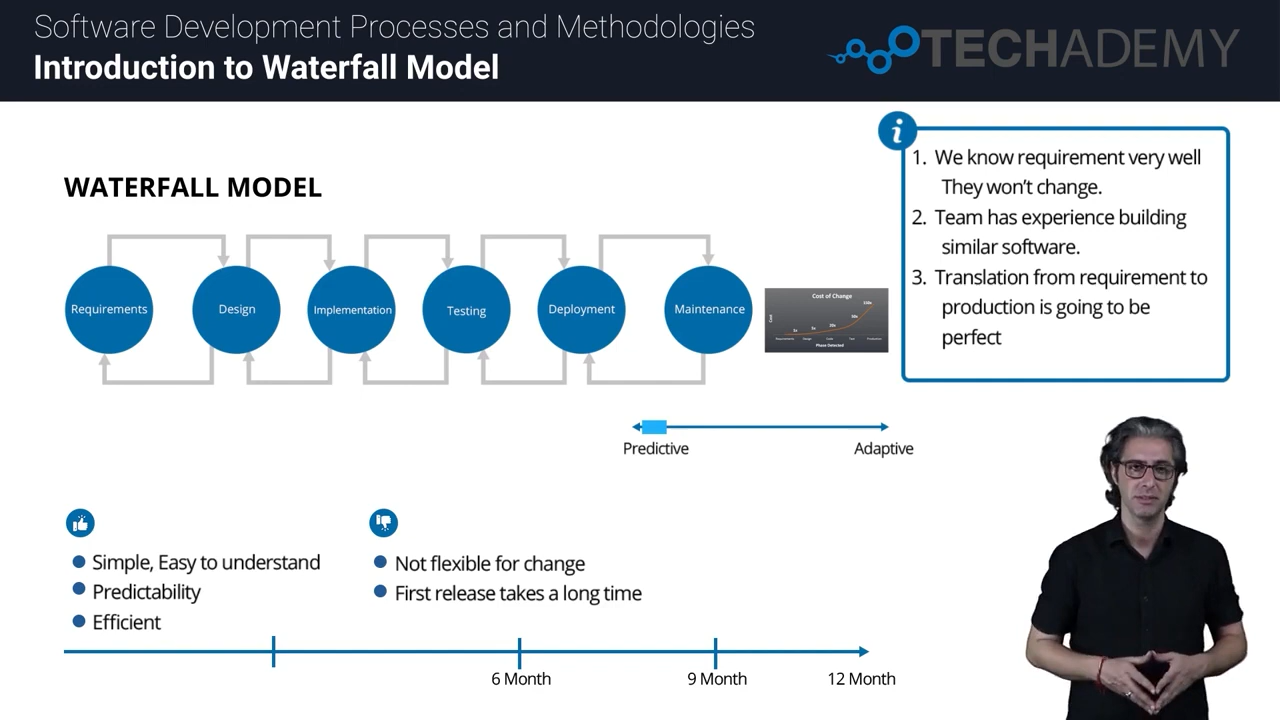 Software Development Processes and Methodologies
Introduction to Waterfall Model
TECHADEMY
WATERFALL MODEL
Requirements
Design
Implementation
Testing
Deployment
Maintenance
Cost of Change
Cost
Phase Detected
i
1. We know requirement very well
They won't change.
2. Team has experience building
similar software.
3. Translation from requirement to
production is going to be
perfect
Predictive
Adaptive
Simple, Easy to understand
Predictability
Efficient
Not flexible for change
First release takes a long time
6 Month
9 Month
12 Month